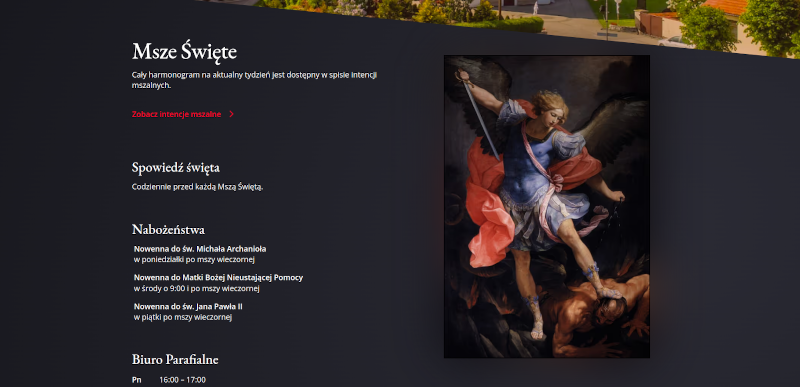 Msze Święte
Cały harmonogram na aktualny tydzień jest dostępny w spisie intencji
mszalnych.
Zobacz intencje mszalne
Spowiedź święta
Codziennie przed każdą Mszą Świętą.
Nabożeństwa
Nowenna do św. Michała Archanioła
w poniedziałki po mszy wieczornej
Nowenna do Matki Bożej Nieustającej Pomocy
w środy o 9:00 i po mszy wieczornej
Nowenna do św. Jana Pawła II
w piątki po mszy wieczornej
Biuro Parafialne
Pn 16:00 – 17:00